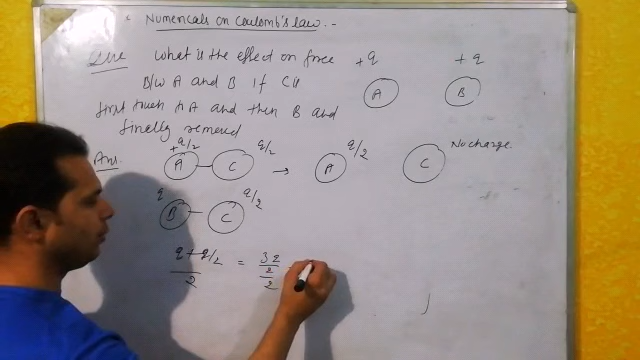 Numericals on Coulomb's law :-
Que What is the effect on force
B/w A and B if C is
first touch to A and then B and
finally removed
+q +q
A B
Ans.
+q/2 q/2 q/2 No charge.
A C → A C
q q/2
B C
q + q/2 / 2 = 3q/2 / 2 =